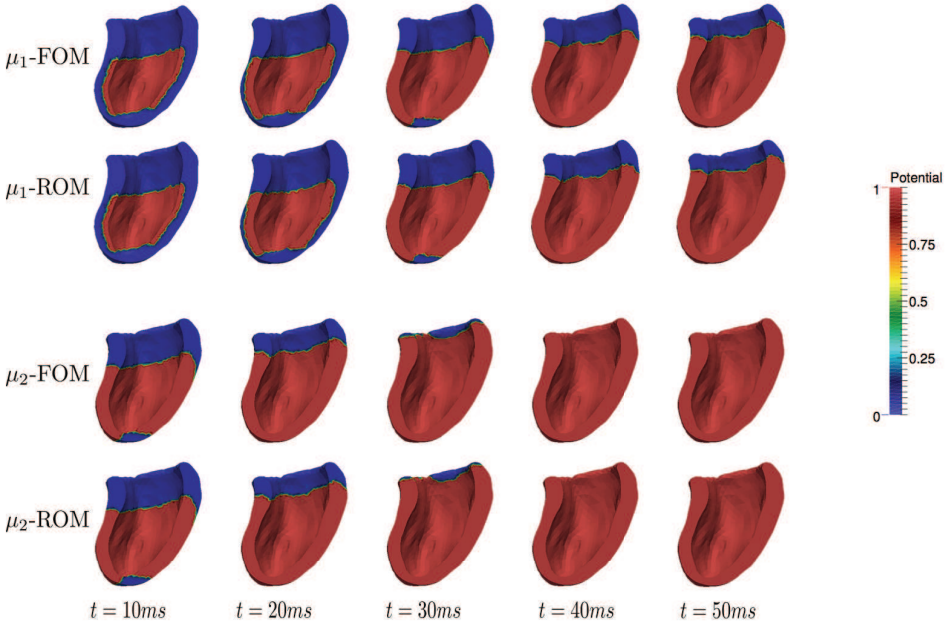 μ₁-FOM
μ₁-ROM
Potential
1
0.75
0.5
0.25
0
μ₂-FOM
μ₂-ROM
t = 10ms
t = 20ms
t = 30ms
t = 40ms
t = 50ms